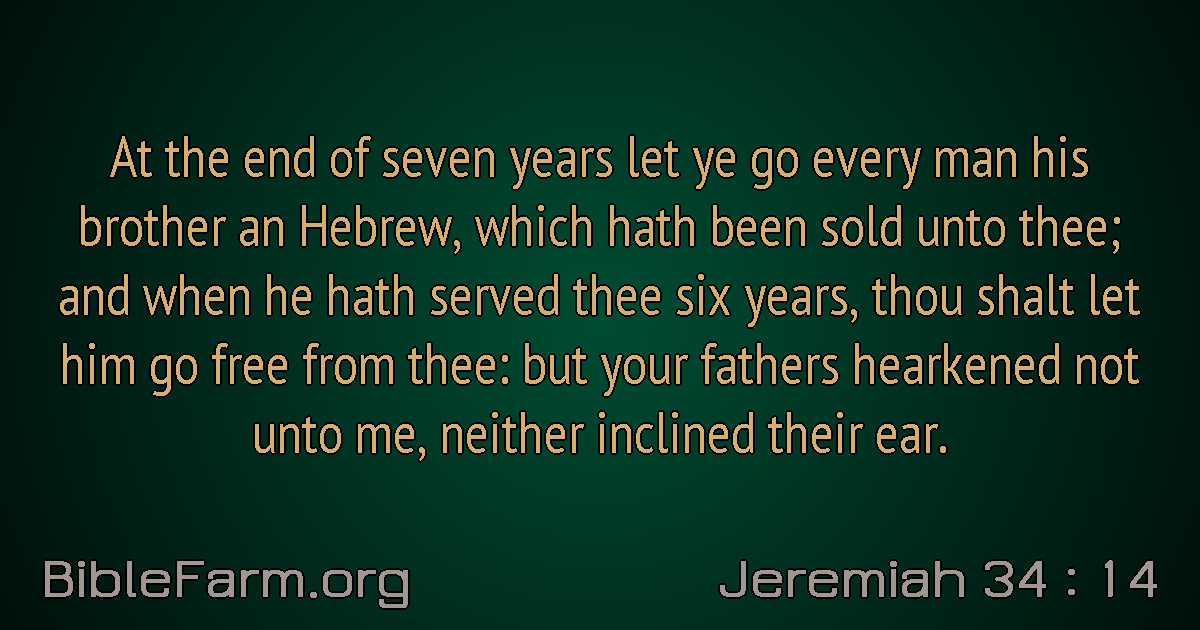 At the end of seven years let ye go every man his
brother an Hebrew, which hath been sold unto thee;
and when he hath served thee six years, thou shalt let
him go free from thee: but your fathers hearkened not
unto me, neither inclined their ear.
BibleFarm.org
Jeremiah 34 : 14